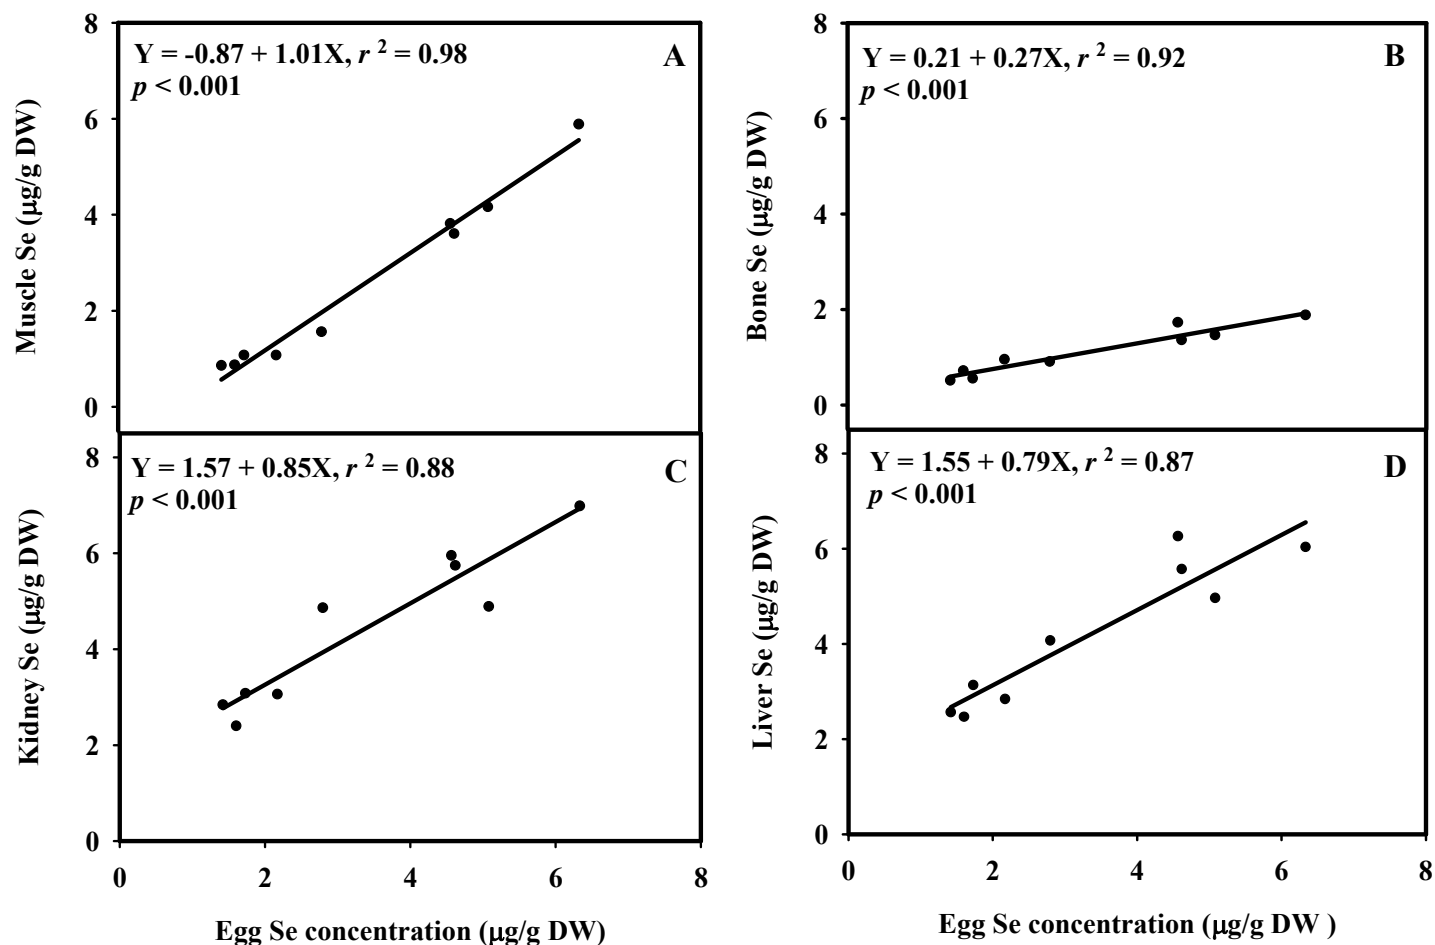 Y = -0.87 + 1.01X, r 2 = 0.98
p < 0.001
A
Muscle Se (μg/g DW)
8
6
4
2
0
Y = 0.21 + 0.27X, r 2 = 0.92
p < 0.001
B
Bone Se (μg/g DW)
8
6
4
2
0
Y = 1.57 + 0.85X, r 2 = 0.88
p < 0.001
C
Kidney Se (μg/g DW)
8
6
4
2
0
0 2 4 6 8
Egg Se concentration (μg/g DW)
Y = 1.55 + 0.79X, r 2 = 0.87
p < 0.001
D
Liver Se (μg/g DW)
8
6
4
2
0
0 2 4 6 8
Egg Se concentration (μg/g DW )